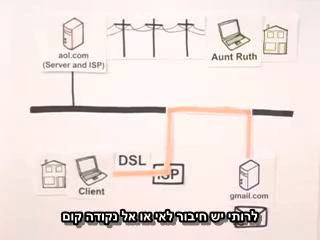 aol.com
(Server and ISP)
Aunt Ruth
DSL
ISP
Client
gmail.com
לרותי יש חיבור לאי או אל נקודה קום